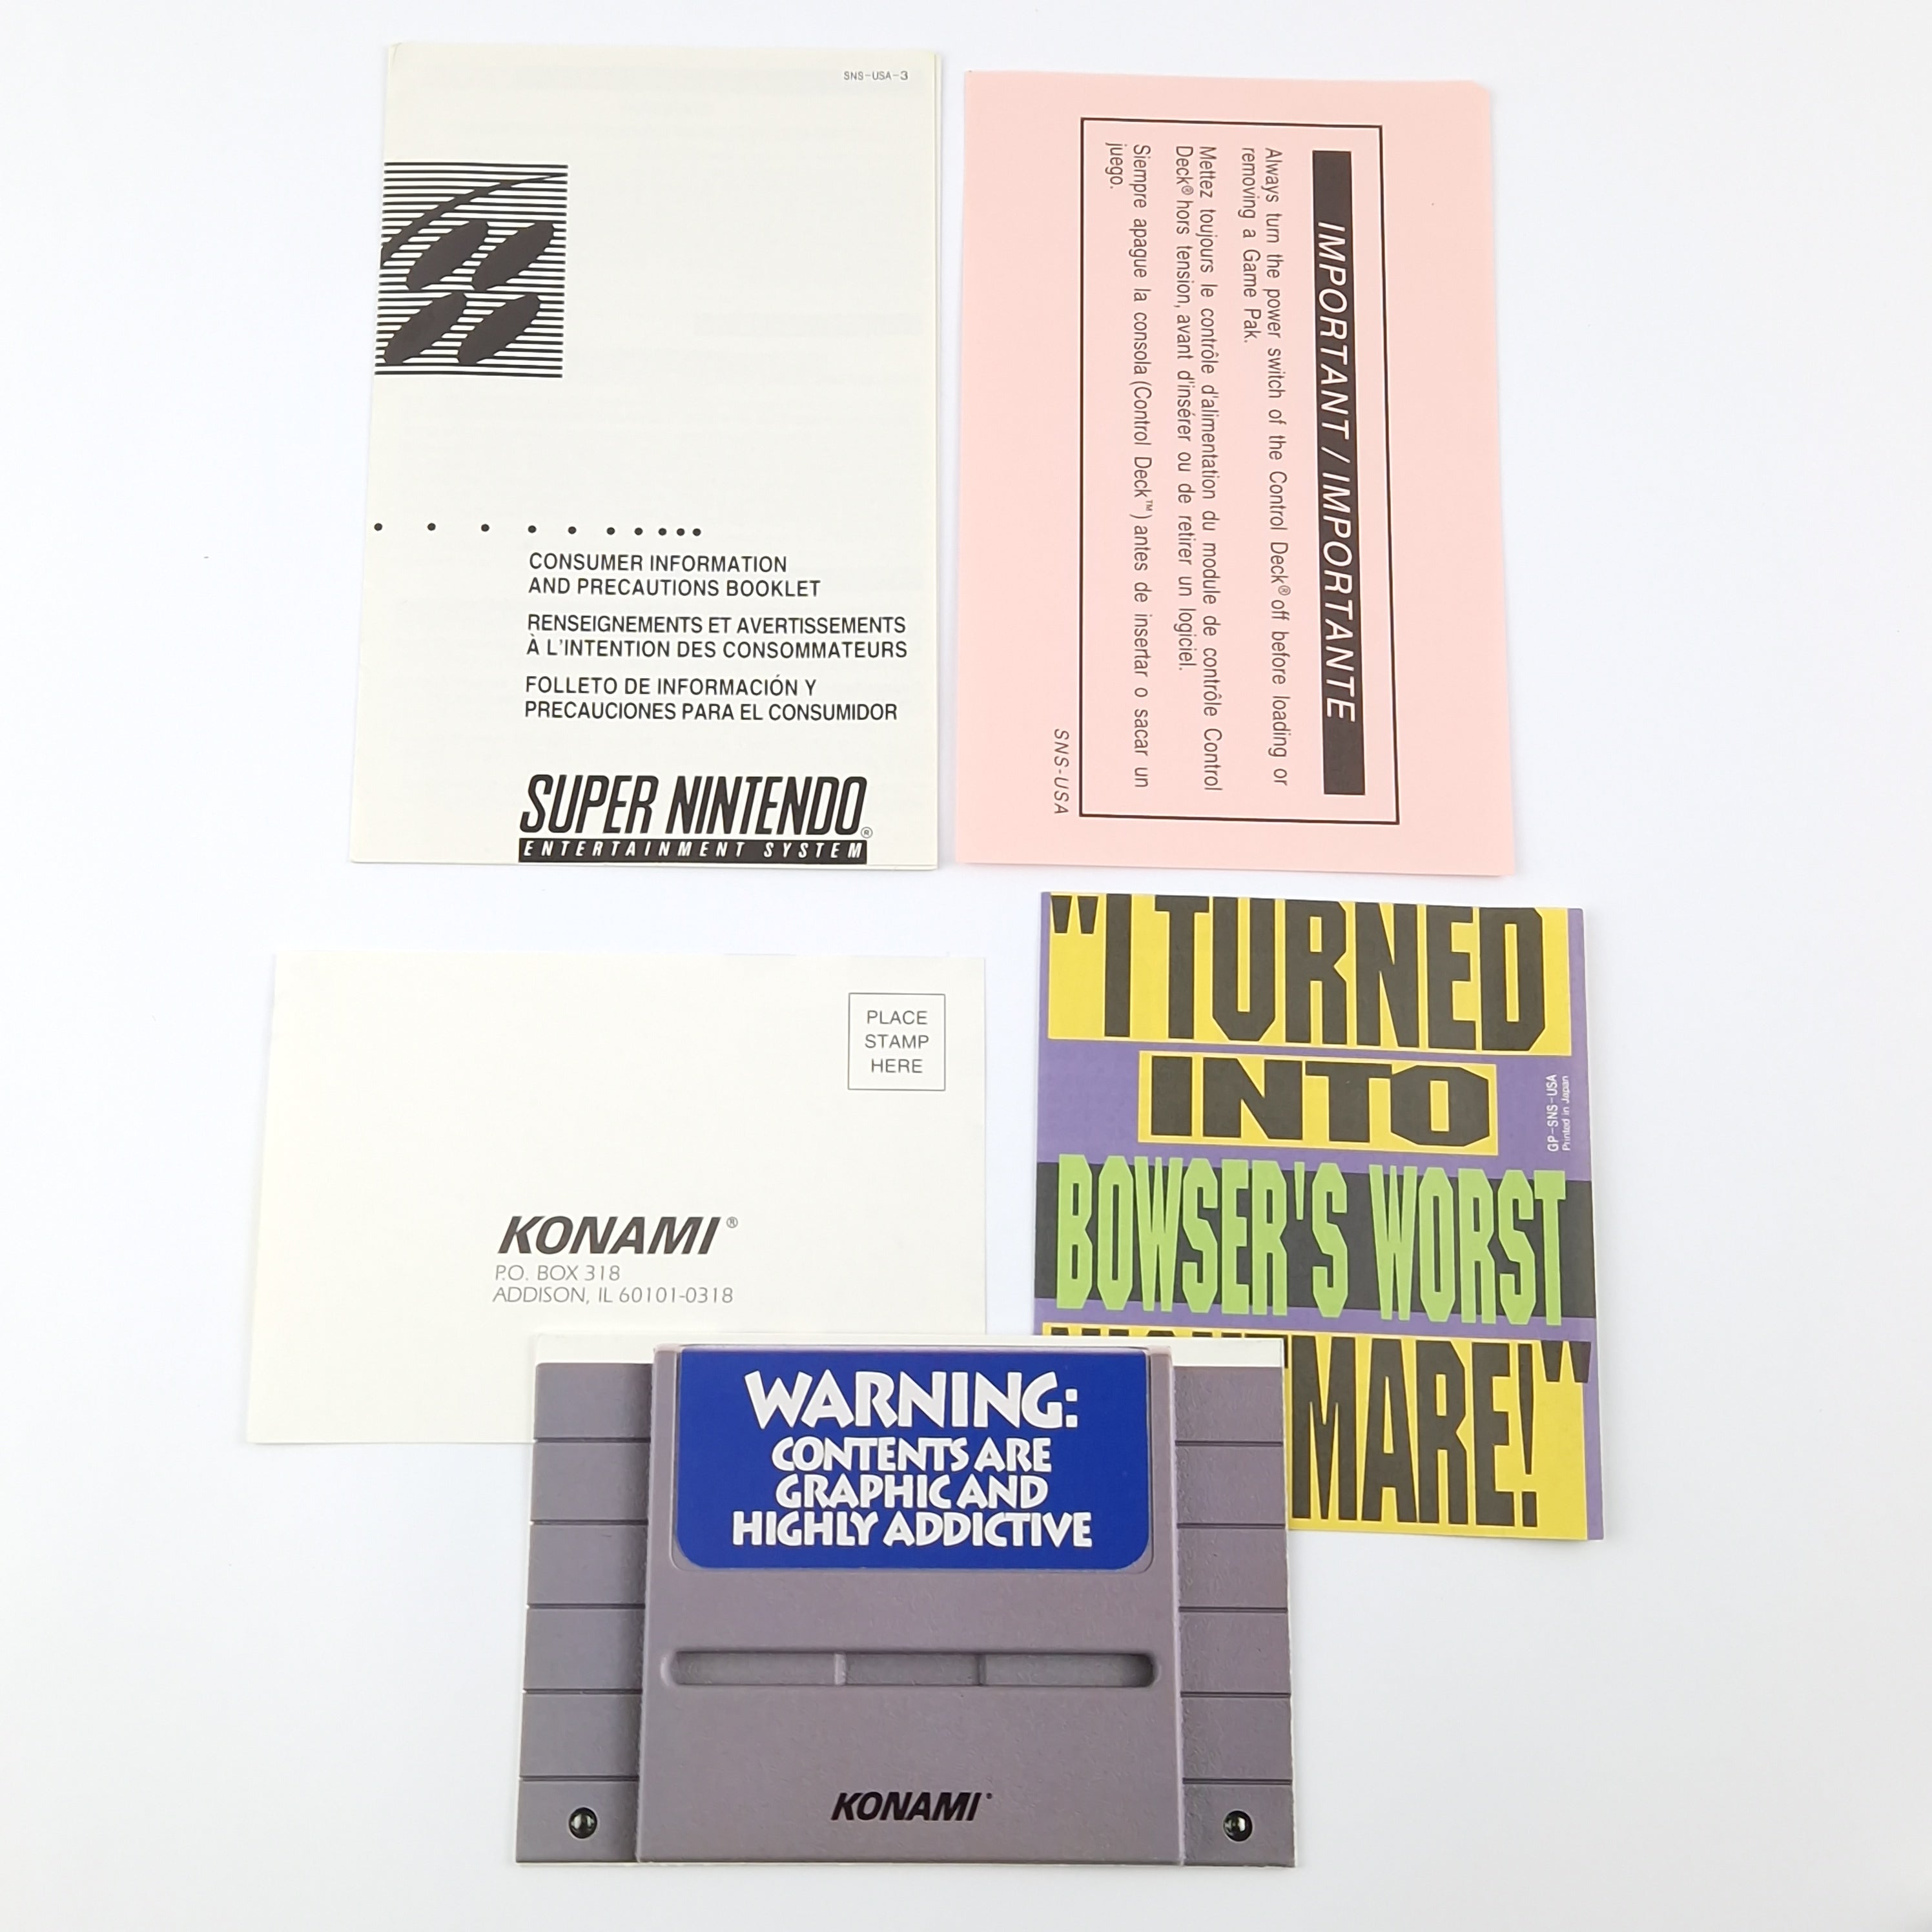 SNS-USA-3
CONSUMER INFORMATION
AND PRECAUTIONS BOOKLET
RENSEIGNEMENTS ET AVERTISSEMENTS
À L'INTENTION DES CONSOMMATEURS
FOLLETO DE INFORMACIÓN Y
PRECAUCIONES PARA EL CONSUMIDOR
SUPER NINTENDO®
ENTERTAINMENT SYSTEM
IMPORTANT / IMPORTANTE
Always turn the power switch of the Control Deck® off before loading or
removing a Game Pak.
Mettez toujours le contrôle d'alimentation du module de contrôle Control
Deck® hors tension, avant d'insérer ou de retirer un logiciel.
Siempre apague la consola (Control Deck™) antes de insertar o sacar un
juego.
SNS-USA
PLACE
STAMP
HERE
KONAMI®
P.O. BOX 318
ADDISON, IL 60101-0318
"I TURNED
INTO
GP-SNS-USA
Printed in Japan
BOWSER'S WORST
NIGHTMARE!"
WARNING:
CONTENTS ARE
GRAPHIC AND
HIGHLY ADDICTIVE
KONAMI®